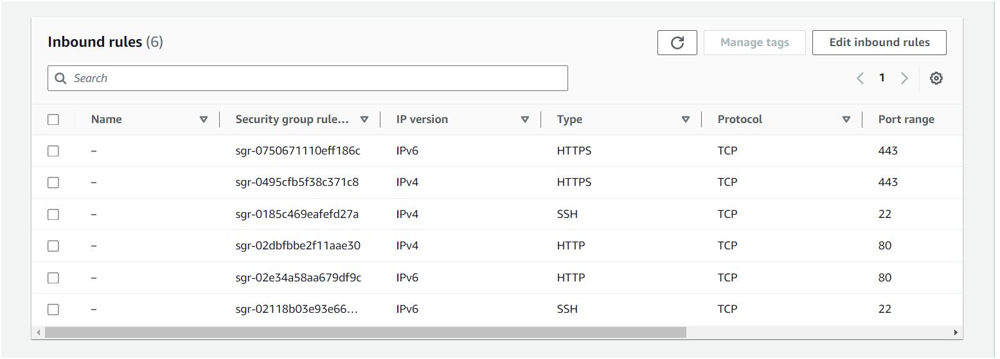 Inbound rules (6)
Manage tags
Edit inbound rules
Search
1
Name Security group rule... IP version Type Protocol Port range
– sgr-0750671110eff186c IPv6 HTTPS TCP 443
– sgr-0495cfb5f38c371c8 IPv4 HTTPS TCP 443
– sgr-0185c469eafefd27a IPv4 SSH TCP 22
– sgr-02dbfbbe2f11aae30 IPv4 HTTP TCP 80
– sgr-02e34a58aa679df9c IPv6 HTTP TCP 80
– sgr-02118b03e93e66... IPv6 SSH TCP 22